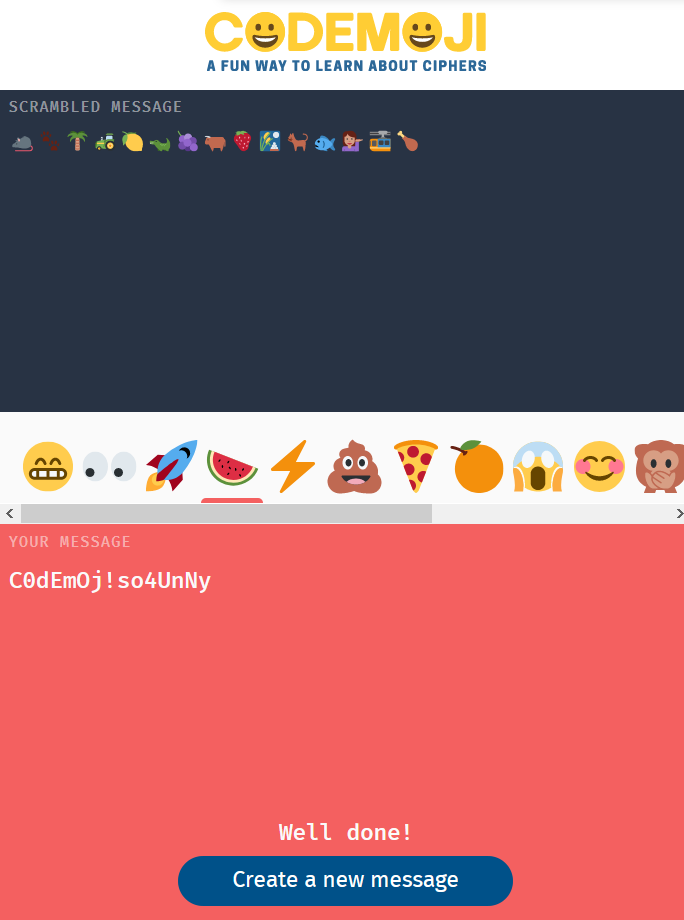 CODEMOJI
A FUN WAY TO LEARN ABOUT CIPHERS
SCRAMBLED MESSAGE
YOUR MESSAGE
C0dEmOj!so4UnNy
Well done!
Create a new message